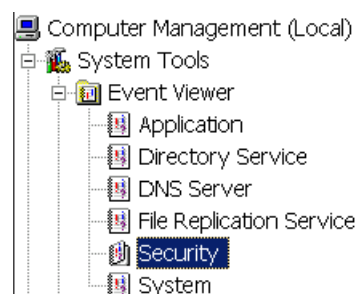 Computer Management (Local)
System Tools
Event Viewer
Application
Directory Service
DNS Server
File Replication Service
Security
System